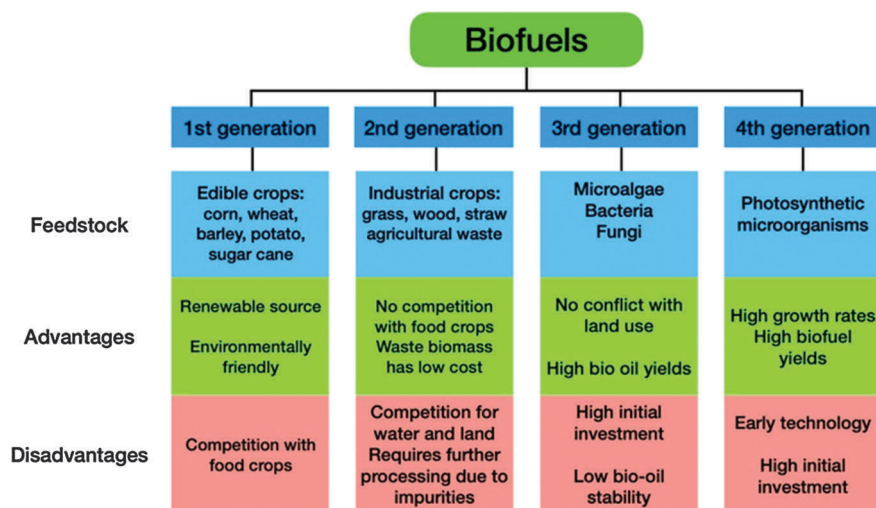 Biofuels
1st generation
2nd generation
3rd generation
4th generation
Feedstock
Edible crops:
corn, wheat,
barley, potato,
sugar cane
Industrial crops:
grass, wood, straw
agricultural waste
Microalgae
Bacteria
Fungi
Photosynthetic
microorganisms
Advantages
Renewable source
Environmentally
friendly
No competition
with food crops
Waste biomass
has low cost
No conflict with
land use
High bio oil yields
High growth rates
High biofuel
yields
Disadvantages
Competition with
food crops
Competition for
water and land
Requires further
processing due to
impurities
High initial
investment
Low bio-oil
stability
Early technology
High initial
investment